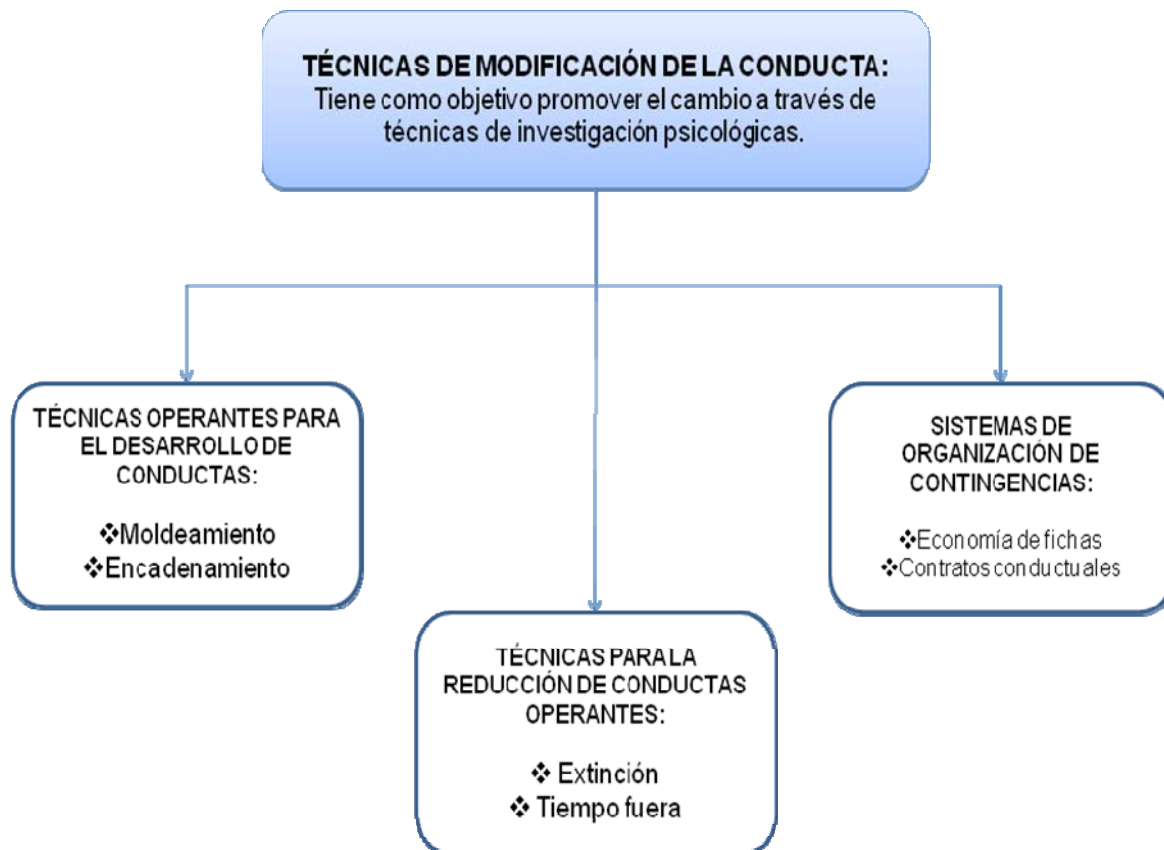 TÉCNICAS DE MODIFICACIÓN DE LA CONDUCTA:
Tiene como objetivo promover el cambio a través de
técnicas de investigación psicológicas.
TÉCNICAS OPERANTES PARA
EL DESARROLLO DE
CONDUCTAS:
❖Moldeamiento
❖Encadenamiento
TÉCNICAS PARA LA
REDUCCIÓN DE CONDUCTAS
OPERANTES:
❖ Extinción
❖ Tiempo fuera
SISTEMAS DE
ORGANIZACIÓN DE
CONTINGENCIAS:
❖Economía de fichas
❖Contratos conductuales